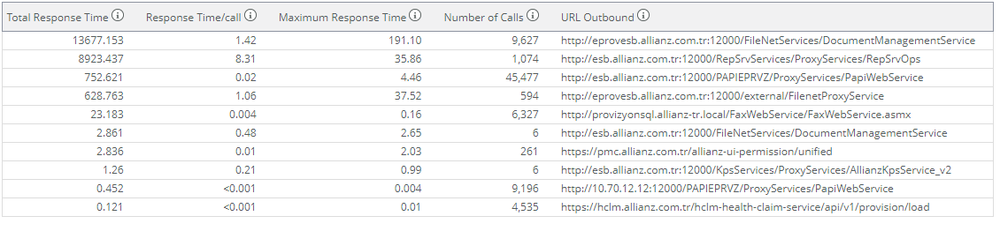 Total Response Time Response Time/call Maximum Response Time Number of Calls URL Outbound
13677.153 1.42 191.10 9,627 http://eprovesb.allianz.com.tr:12000/FileNetServices/DocumentManagementService
8923.437 8.31 35.86 1,074 http://esb.allianz.com.tr:12000/RepSrvServices/ProxyServices/RepSrvOps
752.621 0.02 4.46 45,477 http://esb.allianz.com.tr:12000/PAPIEPRVZ/ProxyServices/PapiWebService
628.763 1.06 37.52 594 http://eprovesb.allianz.com.tr:12000/external/FilenetProxyService
23.183 0.004 0.16 6,327 http://provizyonsql.allianz-tr.local/FaxWebService/FaxWebService.asmx
2.861 0.48 2.65 6 http://esb.allianz.com.tr:12000/FileNetServices/DocumentManagementService
2.836 0.01 2.03 261 https://pmc.allianz.com.tr/allianz-ui-permission/unified
1.26 0.21 0.99 6 http://esb.allianz.com.tr:12000/KpsServices/ProxyServices/AllianzKpsService_v2
0.452 <0.001 0.004 9,196 http://10.70.12.12:12000/PAPIEPRVZ/ProxyServices/PapiWebService
0.121 <0.001 0.01 4,535 https://hclm.allianz.com.tr/hclm-health-claim-service/api/v1/provision/load